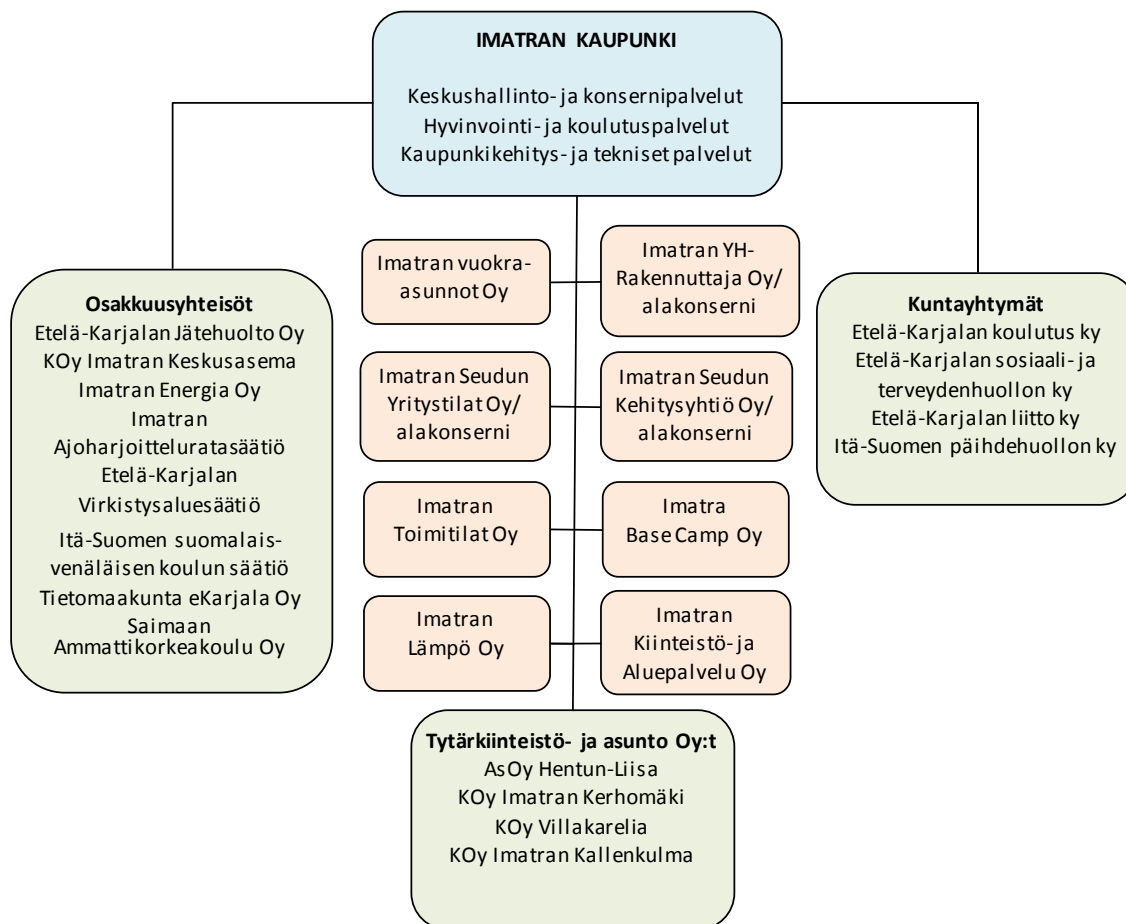 IMATRAN KAUPUNKI
Keskushallinto- ja konsernipalvelut
Hyvinvointi- ja koulutuspalvelut
Kaupunkikehitys- ja tekniset palvelut
Osakkuusyhteisöt
Etelä-Karjalan Jätehuolto Oy
KOy Imatran Keskusasema
Imatran Energia Oy
Imatran
Ajoharjoitteluratasäätiö
Etelä-Karjalan
Virkistysaluesäätiö
Itä-Suomen suomalais-
venäläisen koulun säätiö
Tietomaakunta eKarjala Oy
Saimaan
Ammattikorkeakoulu Oy
Imatran vuokra-
asunnot Oy
Imatran YH-
Rakennuttaja Oy/
alakonserni
Imatran Seudun
Yritystilat Oy/
alakonserni
Imatran Seudun
Kehitysyhtiö Oy/
alakonserni
Imatran
Toimitilat Oy
Imatra
Base Camp Oy
Imatran
Lämpö Oy
Imatran
Kiinteistö- ja
Aluepalvelu Oy
Kuntayhtymät
Etelä-Karjalan koulutus ky
Etelä-Karjalan sosiaali- ja
terveydenhuollon ky
Etelä-Karjalan liitto ky
Itä-Suomen päihdehuollon ky
Tytärkiinteistö- ja asunto Oy:t
AsOy Hentun-Liisa
KOy Imatran Kerhomäki
KOy Villakarelia
KOy Imatran Kallenkulma